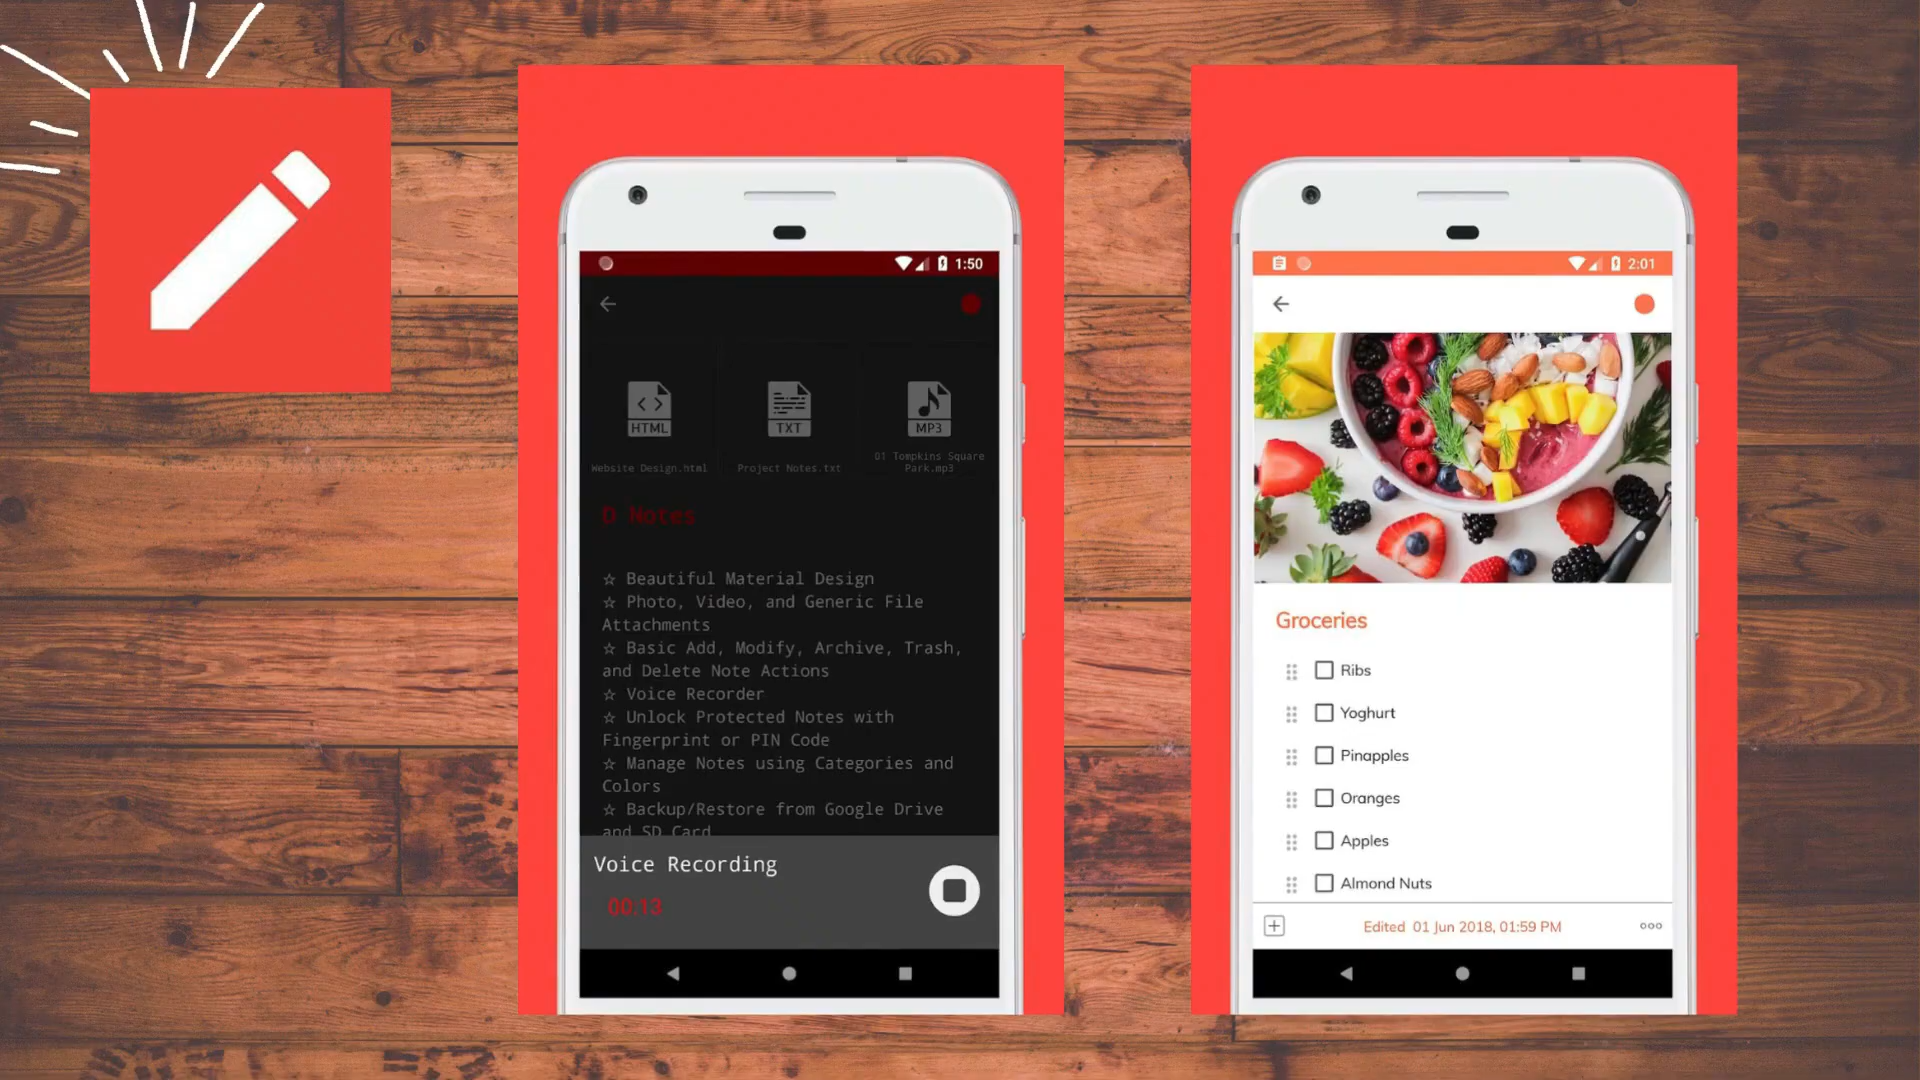 1:50
HTML
TXT
MP3
Website Design.html
Project Notes.txt
01 Tompkins Square
Park.mp3
D Notes
☆ Beautiful Material Design
☆ Photo, Video, and Generic File
Attachments
☆ Basic Add, Modify, Archive, Trash,
and Delete Note Actions
☆ Voice Recorder
☆ Unlock Protected Notes with
Fingerprint or PIN Code
☆ Manage Notes using Categories and
Colors
☆ Backup/Restore from Google Drive
and SD Card
Voice Recording
00:13
2:01
Groceries
Ribs
Yoghurt
Pinapples
Oranges
Apples
Almond Nuts
Edited 01 Jun 2018, 01:59 PM